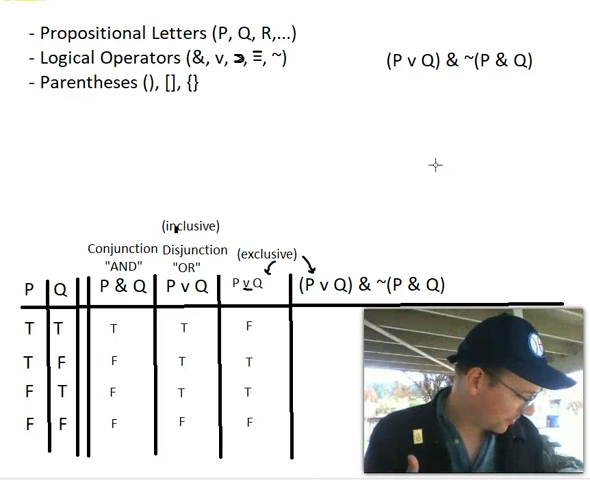 - Propositional Letters (P, Q, R,...)
- Logical Operators (&, v, ⊃, ≡, ~)
- Parentheses (), [], {}
(P v Q) & ~(P & Q)
(inclusive)
Conjunction Disjunction (exclusive)
"AND" "OR"
P Q P & Q P v Q P v Q (P v Q) & ~(P & Q)
T T T T F
T F F T T
F T F T T
F F F F F